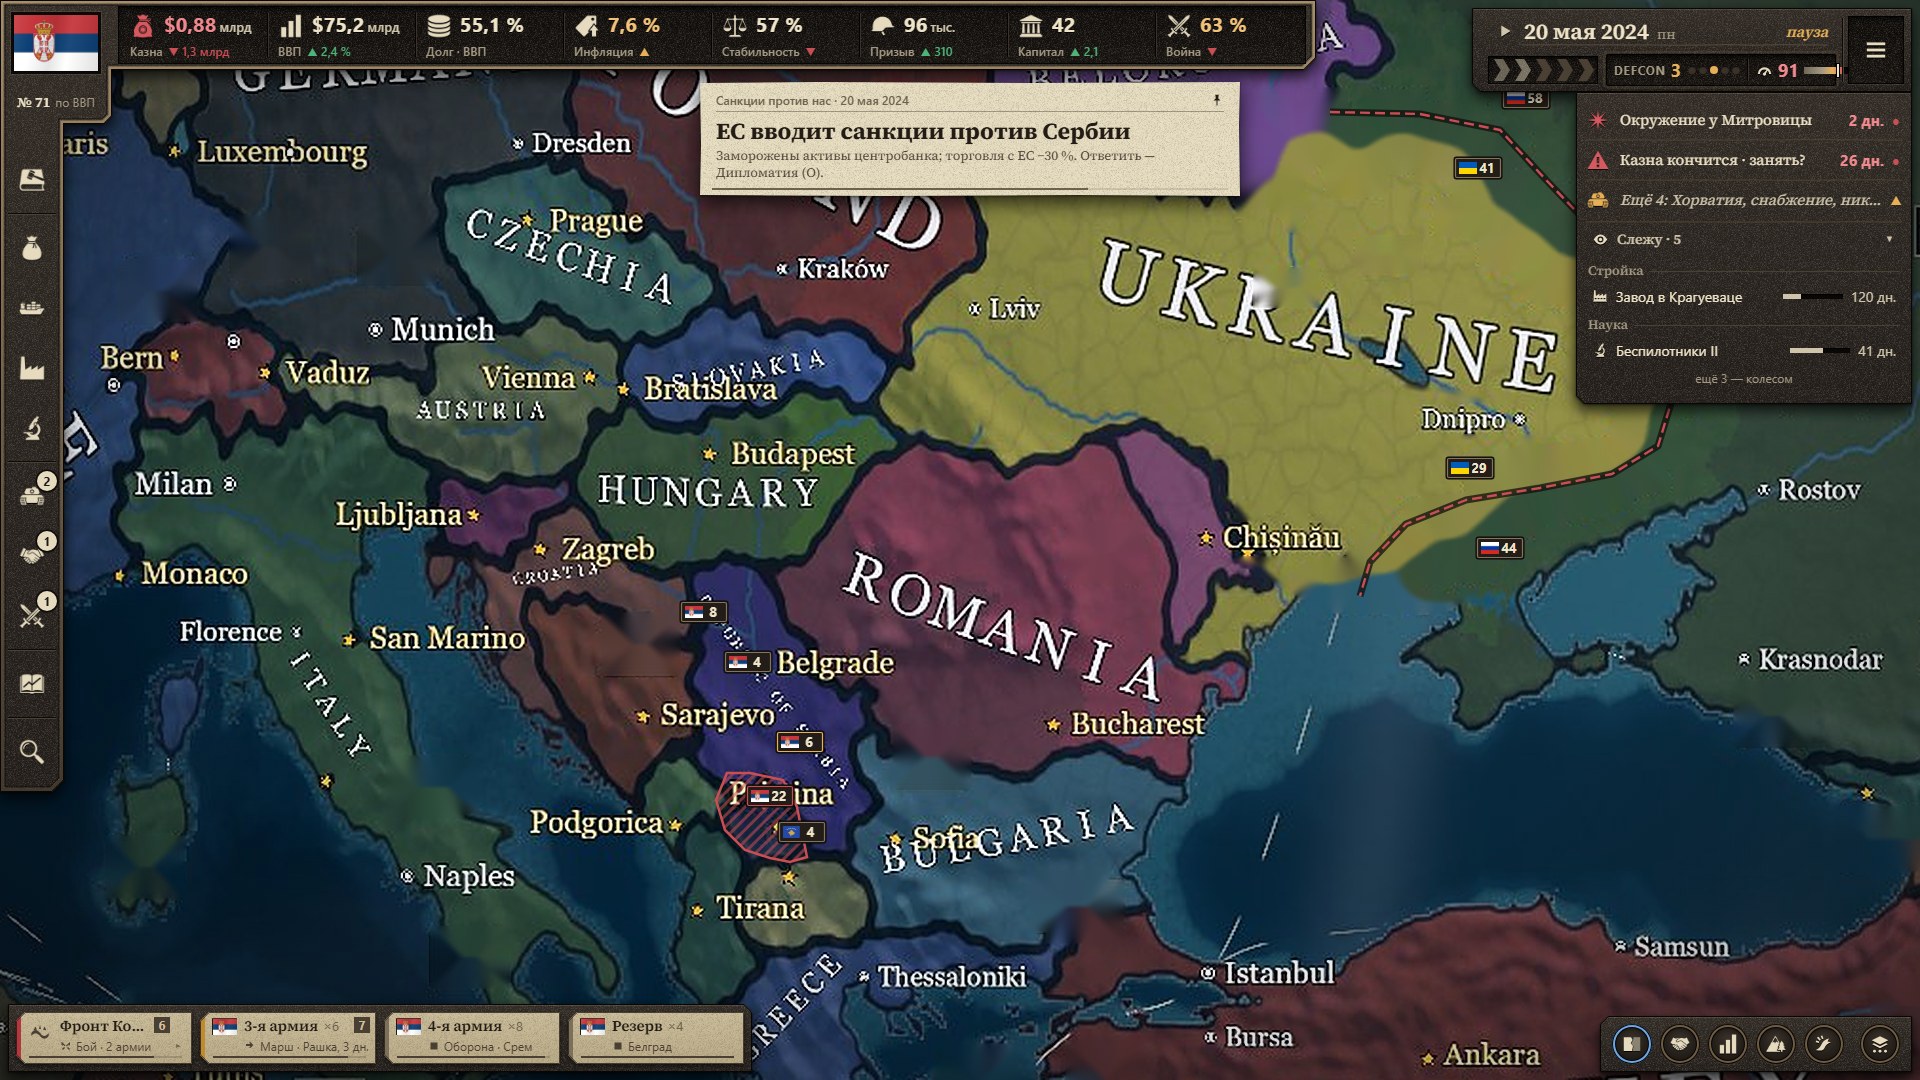 $0,88 млрд
Казна ▼ 1,3 млрд
$75,2 млрд
ВВП ▲ 2,4 %
55,1 %
Долг · ВВП
7,6 %
Инфляция ▲
57 %
Стабильность ▼
96 тыс.
Призыв ▲ 310
42
Капитал ▲ 2,1
63 %
Война ▼
20 мая 2024 пн
пауза
DEFCON 3
91
№ 71 по ВВП
Санкции против нас · 20 мая 2024
ЕС вводит санкции против Сербии
Заморожены активы центробанка; торговля с ЕС −30 %. Ответить —
Дипломатия (O).
Окружение у Митровицы 2 дн.
Казна кончится · занять? 26 дн.
Ещё 4: Хорватия, снабжение, ник...
Слежу · 5
Стройка
Завод в Крагуеваце 120 дн.
Наука
Беспилотники II 41 дн.
ещё 3 — колесом
2
1
1
aris
Luxembourg
Dresden
58
41
CZECHIA
Prague
Kraków
Lviv
UKRAINE
Munich
Bern
Vaduz
Vienna
AUSTRIA
SLOVAKIA
Bratislava
Dnipro
Budapest
HUNGARY
29
Milan
Ljubljana
Rostov
Zagreb
CROATIA
Chișinău
44
Monaco
ROMANIA
8
Florence
San Marino
ITALY
4
Belgrade
Krasnodar
Sarajevo
6
Bucharest
22
4
Podgorica
Sofia
BULGARIA
Naples
Tirana
GREECE
Thessaloniki
Istanbul
Samsun
Bursa
Ankara
Фронт Ко... 6
Бой · 2 армии
3-я армия ×6 7
Марш · Рашка, 3 дн.
4-я армия ×8
Оборона · Срем
Резерв ×4
Белград